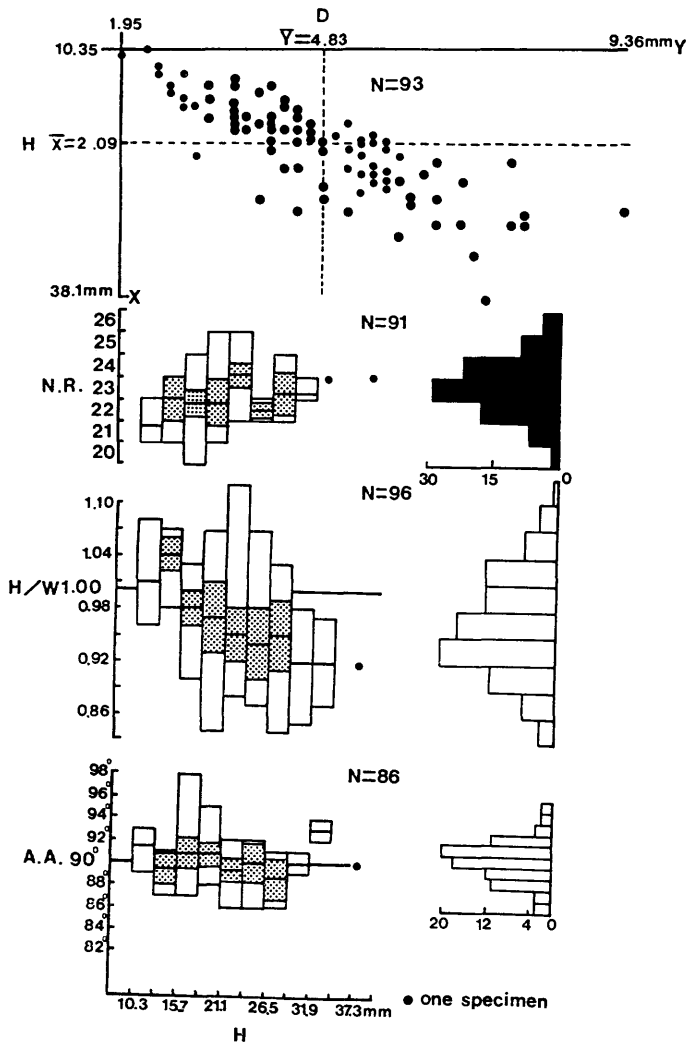 D
1.95
Y=4.83
9.36mm Y
10.35
N=93
H X=2.09
38.1mm X
N=91
26
25
24
N.R. 23
22
21
20
30 15 0
N=96
1,10
1.04
H/W 1.00
0.98
0,92
0,86
N=86
98°
96°
94°
92°
A.A. 90°
88°
86°
84°
82°
20 12 4 0
10.3 15,7 21,1 26,5 31,9 37.3mm
H
● one specimen